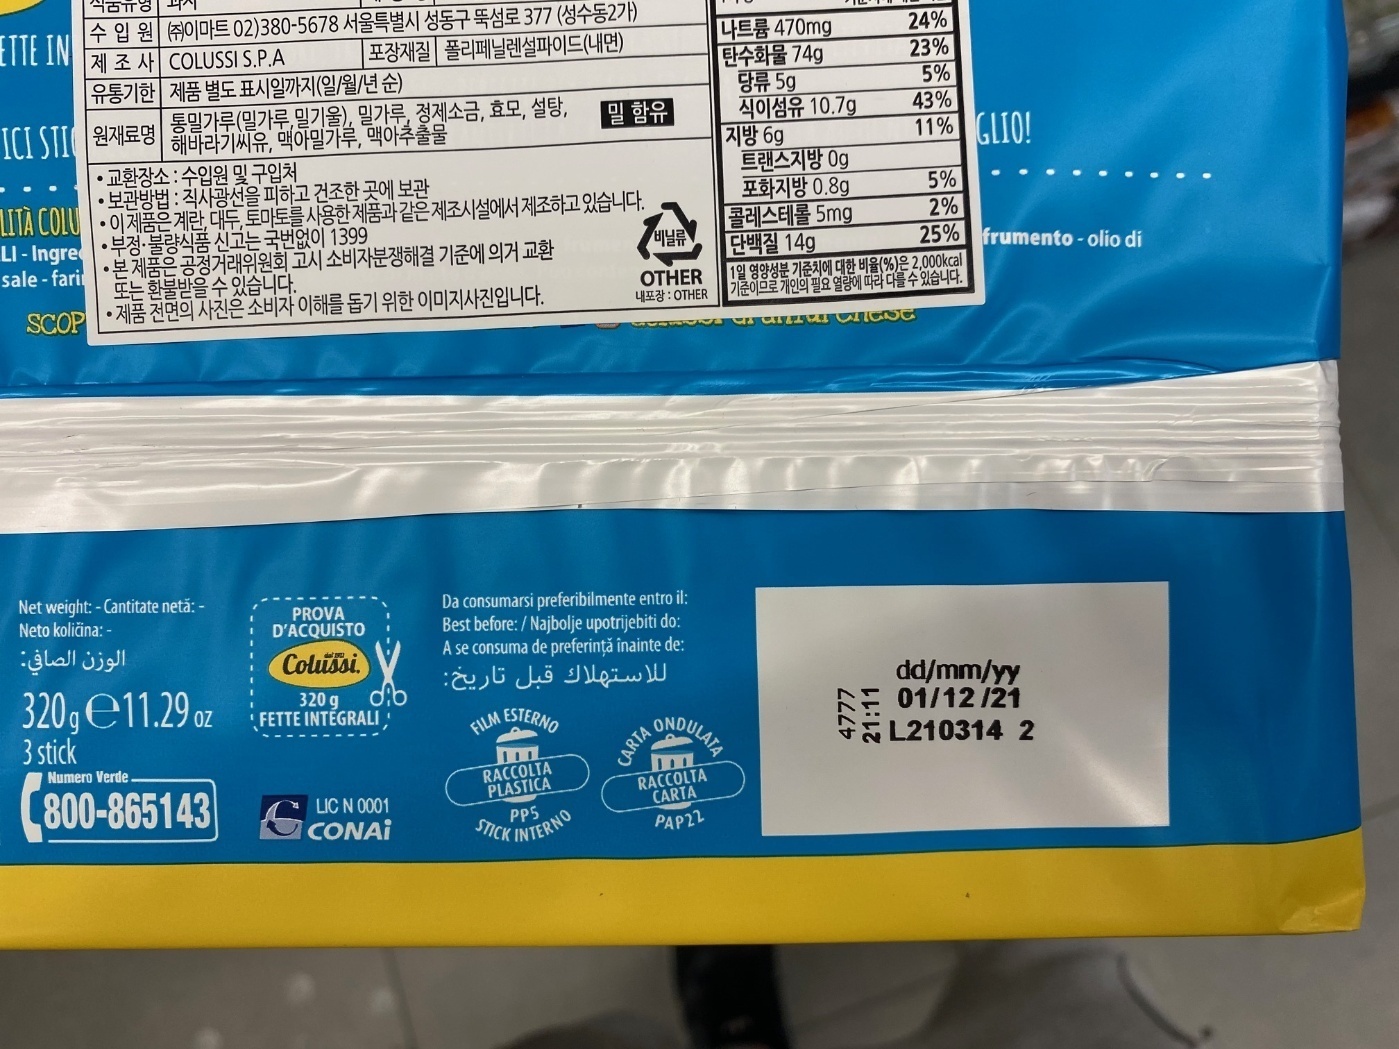 식품유형 과자
수 입 원 ㈜이마트 02)380-5678 서울특별시 성동구 뚝섬로 377 (성수동2가)
제 조 사 COLUSSI S.P.A 포장재질 폴리페닐렌설파이드(내면)
유통기한 제품 별도 표시일까지(일/월/년 순)
원재료명 통밀가루(밀가루,밀기울), 밀가루, 정제소금, 효모, 설탕,
해바라기씨유, 맥아밀가루, 맥아추출물
밀 함유
• 교환장소 : 수입원 및 구입처
• 보관방법 : 직사광선을 피하고 건조한 곳에 보관
• 이 제품은 계란, 대두, 토마토를 사용한 제품과 같은 제조시설에서 제조하고 있습니다.
• 부정·불량식품 신고는 국번없이 1399
• 본 제품은 공정거래위원회 고시 소비자분쟁해결 기준에 의거 교환
또는 환불받을 수 있습니다.
• 제품 전면의 사진은 소비자 이해를 돕기 위한 이미지사진입니다.
비닐류
OTHER
내포장 : OTHER
나트륨 470mg 24%
탄수화물 74g 23%
당류 5g 5%
식이섬유 10.7g 43%
지방 6g 11%
트랜스지방 0g
포화지방 0.8g 5%
콜레스테롤 5mg 2%
단백질 14g 25%
1일 영양성분 기준치에 대한 비율(%)은 2,000kcal
기준이므로 개인의 필요 열량에 따라 다를 수 있습니다.
ETTE IN
ICI STI
GLIO!
LITÀ COLU
LI - Ingre
frumento - olio di
sale - fari
SCOP
Net weight: - Cantitate netă: -
Neto količina: -
الوزن الصافي:
320 g e 11.29 oz
3 stick
Numero Verde
800-865143
PROVA
D'ACQUISTO
Colussi.
320 g
FETTE INTEGRALI
LIC N 0001
CONAi
Da consumarsi preferibilmente entro il:
Best before: / Najbolje upotrijebiti do:
A se consuma de preferință înainte de:
للاستهلاك قبل تاريخ:
FILM ESTERNO
RACCOLTA
PLASTICA
PP5
STICK INTERNO
CARTA ONDULATA
RACCOLTA
CARTA
PAP22
dd/mm/yy
01/12/21
L210314 2
4777
21:11